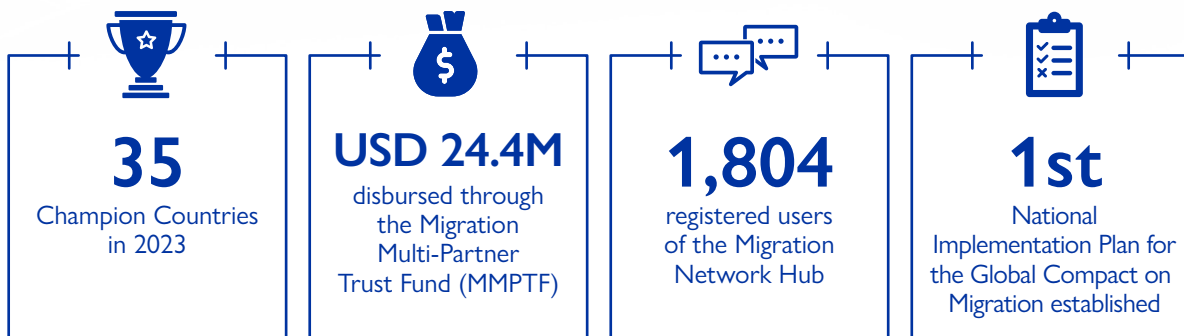 35
Champion Countries
in 2023
USD 24.4M
disbursed through
the Migration
Multi-Partner
Trust Fund (MMPTF)
1,804
registered users
of the Migration
Network Hub
1st
National
Implementation Plan for
the Global Compact on
Migration established